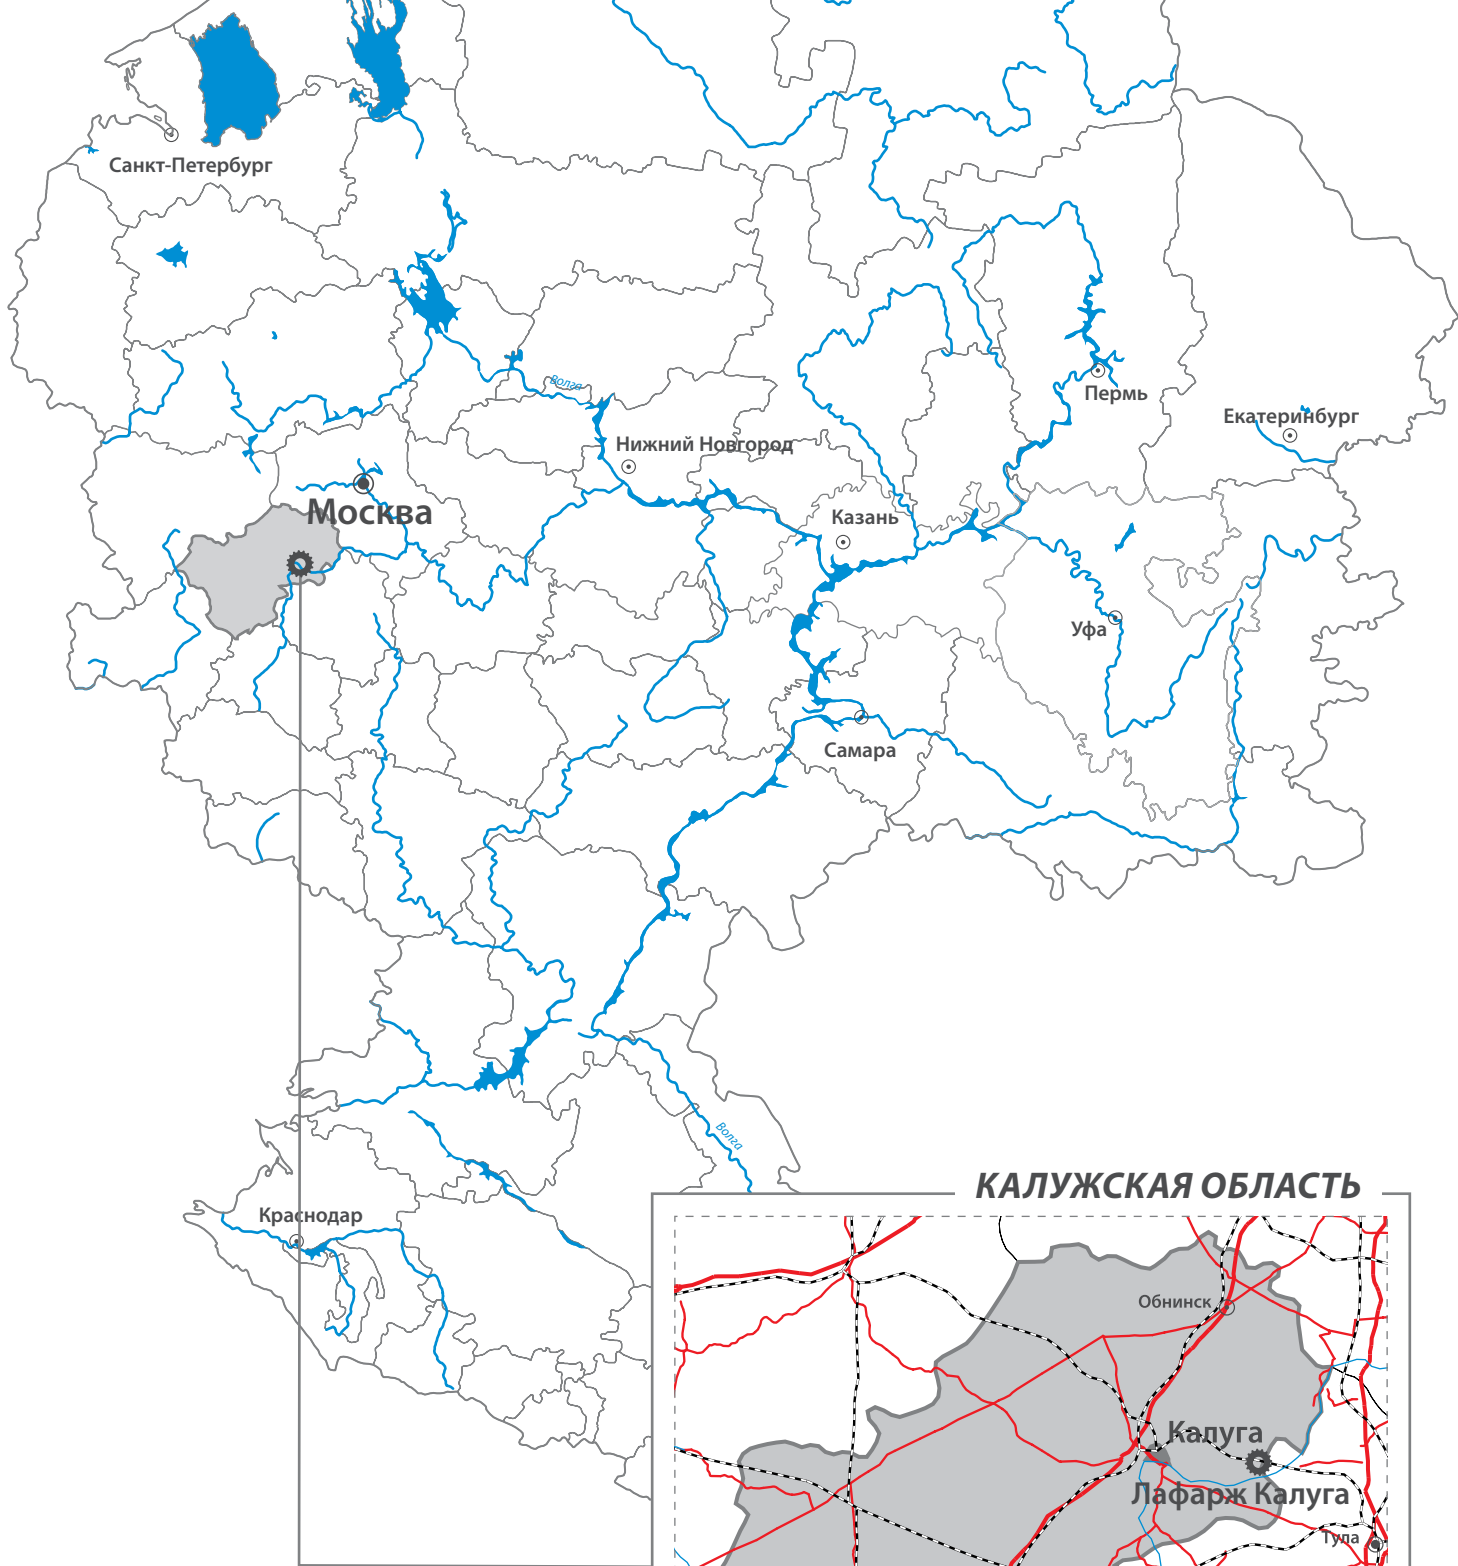 Санкт-Петербург
Волга
Пермь
Екатеринбург
Нижний Новгород
Москва
Казань
Уфа
Самара
Волга
КАЛУЖСКАЯ ОБЛАСТЬ
Краснодар
Обнинск
Калуга
Лафарж Калуга
Тула